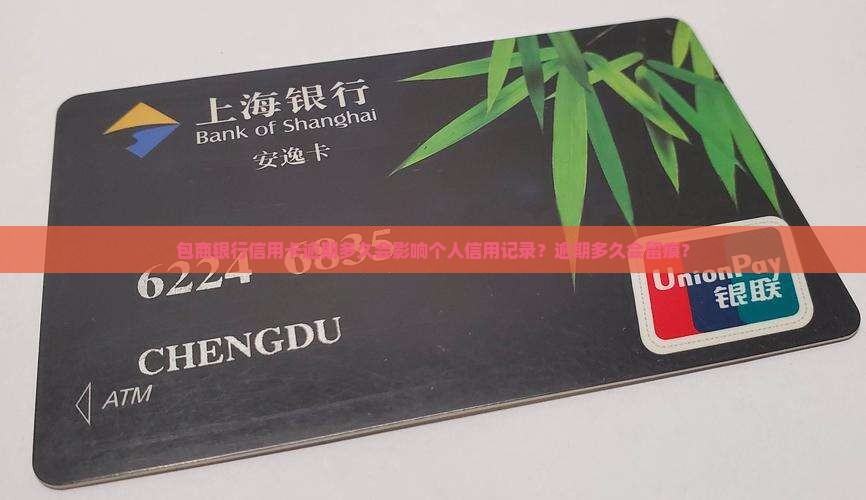 上海银行
Bank of Shanghai
安逸卡
包商银行信用卡逾期多久会影响个人信用记录？逾期多久会留痕？
6224 6835
UnionPay
银联
CHENGDU
ATM